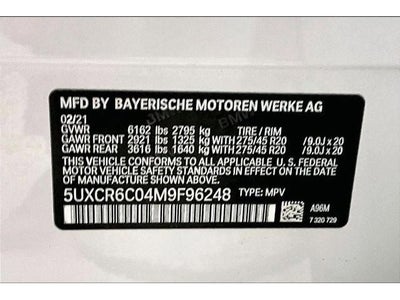 MFD BY BAYERISCHE MOTOREN WERKE AG
02/21
GVWR 6162 lbs 2795 kg TIRE / RIM
GAWR FRONT 2921 lbs 1325 kg WITH 275/45 R20 /9.0J x 20
GAWR REAR 3616 lbs 1640 kg WITH 275/45 R20 /9.0J x 20
THIS VEHICLE CONFORMS TO ALL APPLICABLE
U.S. FEDERAL MOTOR VEHICLE SAFETY STANDARDS
IN EFFECT ON THE DATE OF MANUFACTURE SHOWN ABOVE.
5UXCR6C04M9F96248 TYPE: MPV
A96M
7 320 729